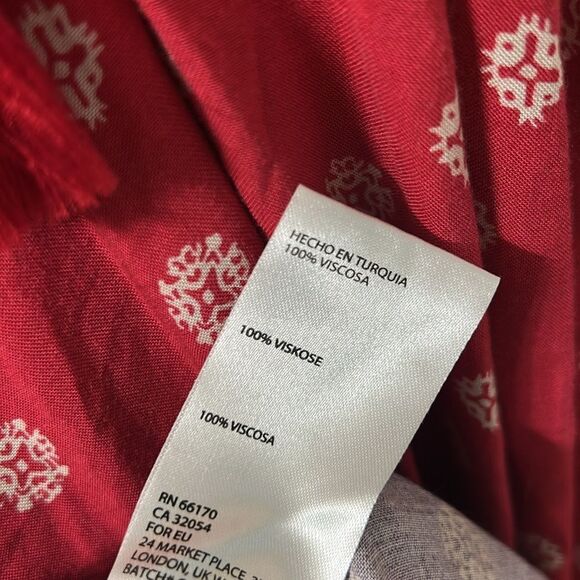 HECHO EN TURQUIA
100% VISCOSA
100% VISKOSE
100% VISCOSA
RN 66170
CA 32054
FOR EU
24 MARKET PLACE,
LONDON, UK
BATCH#